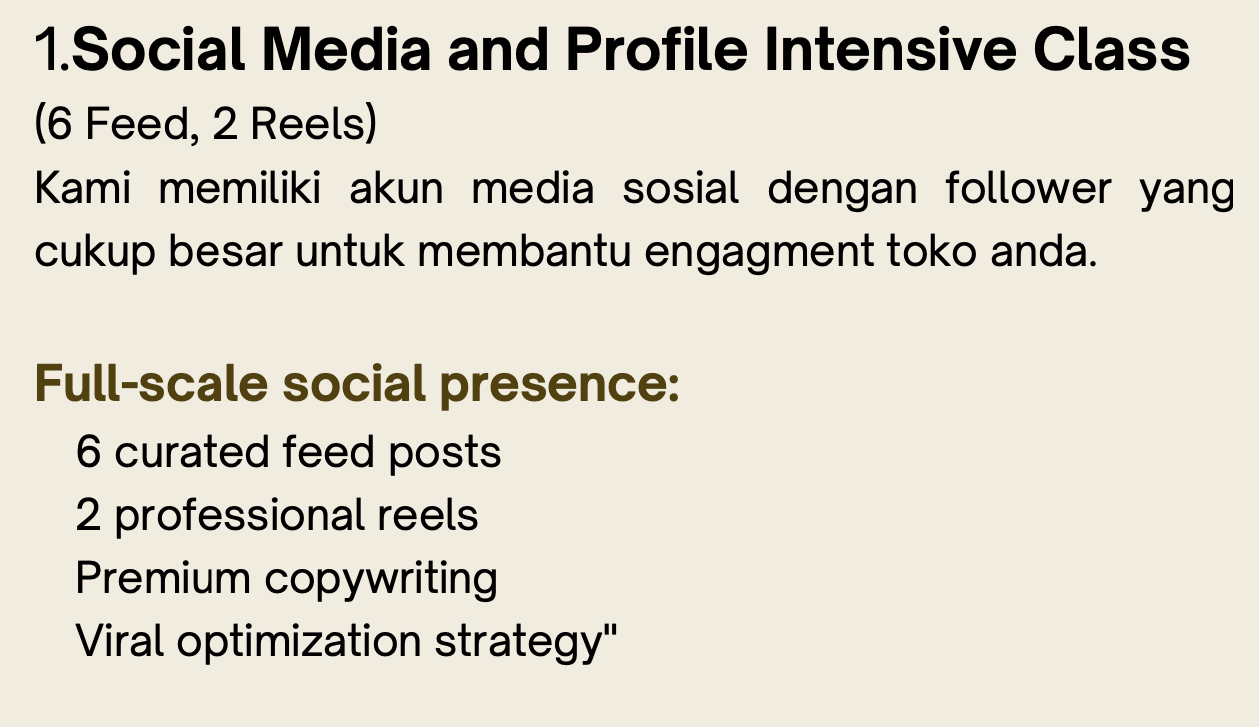 1.Social Media and Profile Intensive Class
(6 Feed, 2 Reels)
Kami memiliki akun media sosial dengan follower yang
cukup besar untuk membantu engagment toko anda.
Full-scale social presence:
6 curated feed posts
2 professional reels
Premium copywriting
Viral optimization strategy"